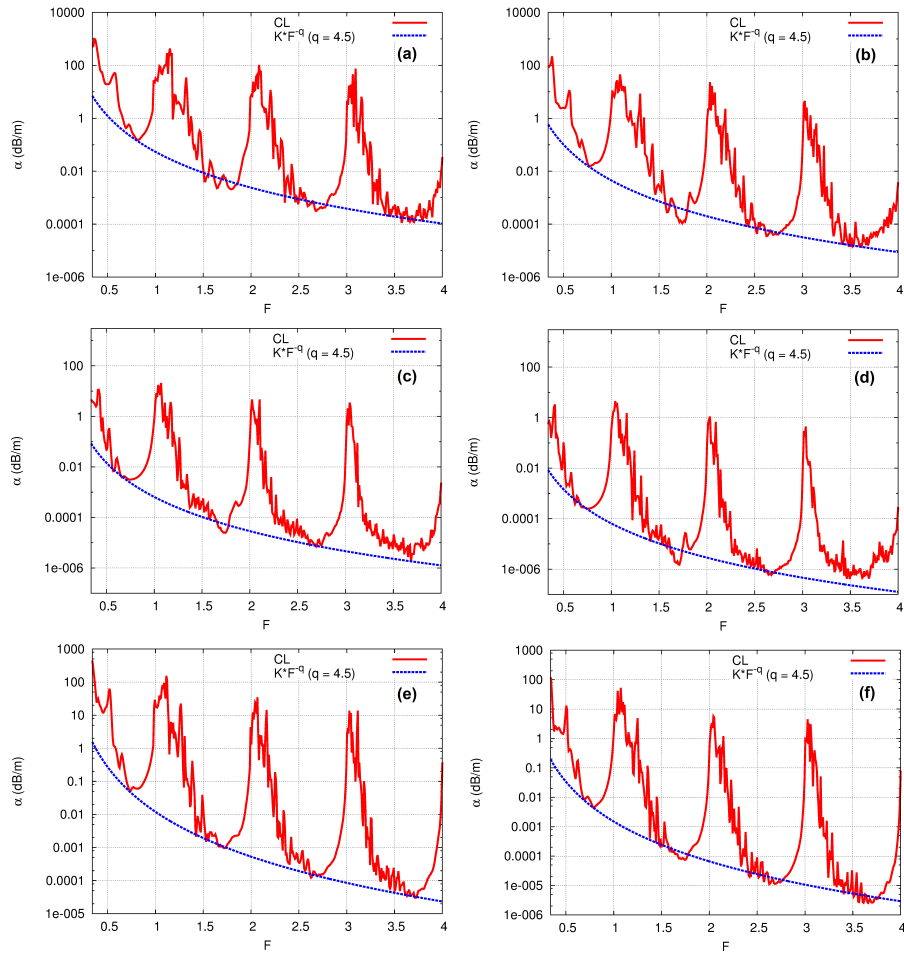 10000
100
1
0.01
0.0001
1e-006
α (dB/m)
CL
K*F-q (q = 4.5)
(a)
0.5 1 1.5 2 2.5 3 3.5 4
F
10000
100
1
0.01
0.0001
1e-006
α (dB/m)
CL
K*F-q (q = 4.5)
(b)
0.5 1 1.5 2 2.5 3 3.5 4
F
100
1
0.01
0.0001
1e-006
α (dB/m)
CL
K*F-q (q = 4.5)
(c)
0.5 1 1.5 2 2.5 3 3.5 4
F
100
1
0.01
0.0001
1e-006
α (dB/m)
CL
K*F-q (q = 4.5)
(d)
0.5 1 1.5 2 2.5 3 3.5 4
F
1000
100
10
1
0.1
0.01
0.001
0.0001
1e-005
α (dB/m)
CL
K*F-q (q = 4.5)
(e)
0.5 1 1.5 2 2.5 3 3.5 4
F
1000
100
10
1
0.1
0.01
0.001
0.0001
1e-005
1e-006
α (dB/m)
CL
K*F-q (q = 4.5)
(f)
0.5 1 1.5 2 2.5 3 3.5 4
F